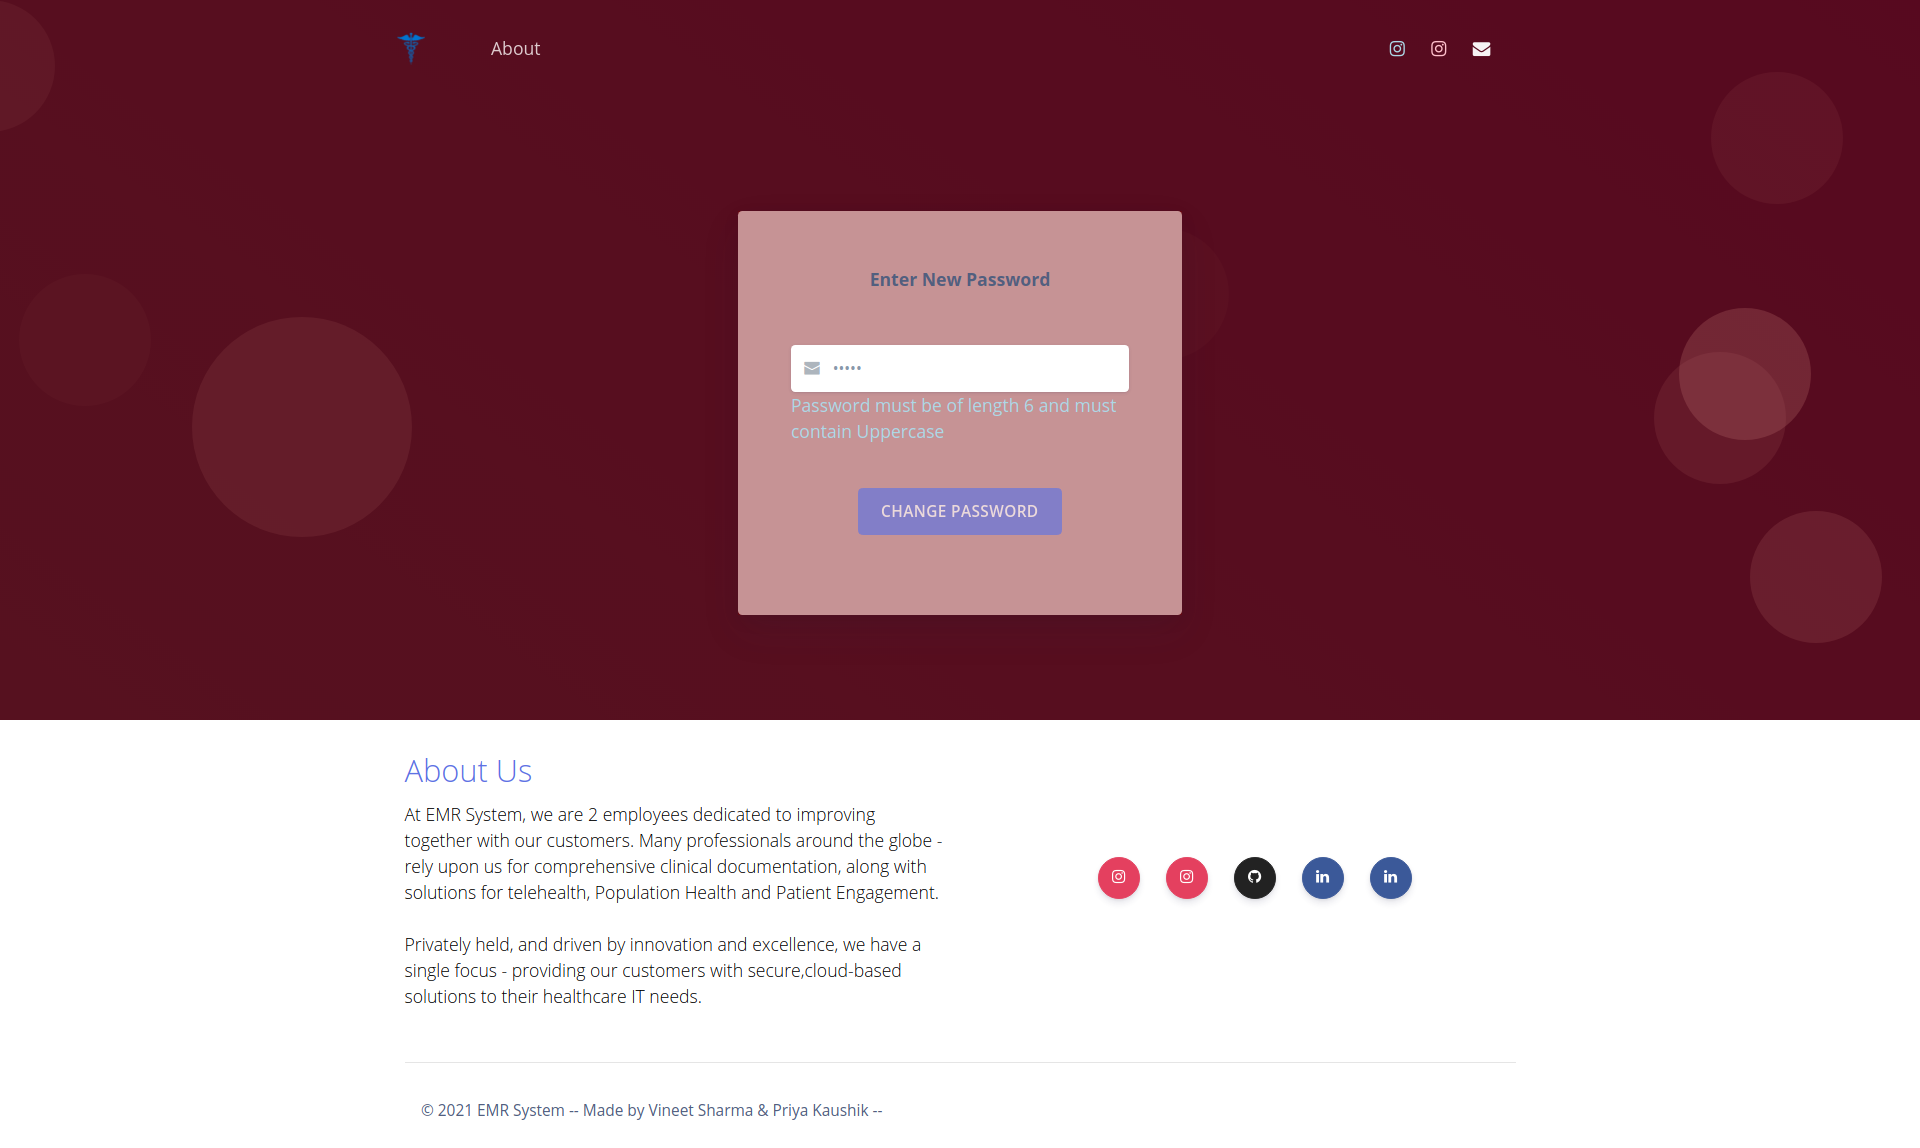 About
Enter New Password
•••••
Password must be of length 6 and must
contain Uppercase
CHANGE PASSWORD
About Us
At EMR System, we are 2 employees dedicated to improving
together with our customers. Many professionals around the globe -
rely upon us for comprehensive clinical documentation, along with
solutions for telehealth, Population Health and Patient Engagement.
Privately held, and driven by innovation and excellence, we have a
single focus - providing our customers with secure,cloud-based
solutions to their healthcare IT needs.
© 2021 EMR System -- Made by Vineet Sharma & Priya Kaushik --